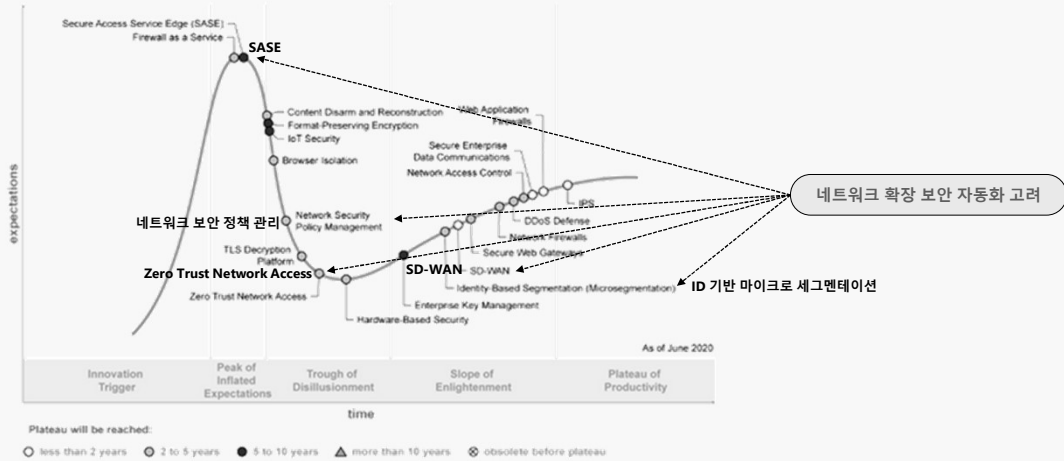 Secure Access Service Edge (SASE)
Firewall as a Service
SASE
Content Disarm and Reconstruction
Format-Preserving Encryption
IoT Security
Browser Isolation
Web Application
Firewalls
Secure Enterprise
Data Communications
Network Access Control
네트워크 확장 보안 자동화 고려
IPS
DDoS Defense
Network Firewalls
Secure Web Gateways
네트워크 보안 정책 관리
Network Security
Policy Management
TLS Decryption
Platform
Zero Trust Network Access
Zero Trust Network Access
SD-WAN
SD-WAN
Identity-Based Segmentation (Microsegmentation)
ID 기반 마이크로 세그멘테이션
Enterprise Key Management
Hardware-Based Security
expectations
As of June 2020
Innovation
Trigger
Peak of
Inflated
Expectations
Trough of
Disillusionment
Slope of
Enlightenment
Plateau of
Productivity
time
Plateau will be reached:
less than 2 years
2 to 5 years
5 to 10 years
more than 10 years
obsolete before plateau